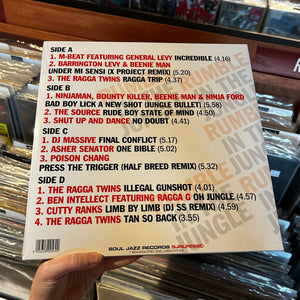 SIDE A
1. M-BEAT FEATURING GENERAL LEVY INCREDIBLE (4.16)
2. BARRINGTON LEVY & BEENIE MAN
UNDER MI SENSI (X PROJECT REMIX) (5.20)
3. THE RAGGA TWINS RAGGA TRIP (4.37)
SIDE B
1. NINJAMAN, BOUNTY KILLER, BEENIE MAN & NINJA FORD
BAD BOY LICK A NEW SHOT (JUNGLE BULLET) (5.58)
2. THE SOURCE RUDE BOY STATE OF MIND (4.50)
3. SHUT UP AND DANCE NO DOUBT (4.41)
SIDE C
1. DJ MASSIVE FINAL CONFLICT (5.17)
2. ASHER SENATOR ONE BIBLE (5.02)
3. POISON CHANG
PRESS THE TRIGGER (HALF BREED REMIX) (5.32)
SIDE D
1. THE RAGGA TWINS ILLEGAL GUNSHOT (4.01)
2. BEN INTELLECT FEATURING RAGGA G OH JUNGLE (4.57)
3. CUTTY RANKS LIMB BY LIMB (DJ SS REMIX) (4.59)
4. THE RAGGA TWINS TAN SO BACK (3.55)
JUNGLE
SOUL JAZZ RECORDS